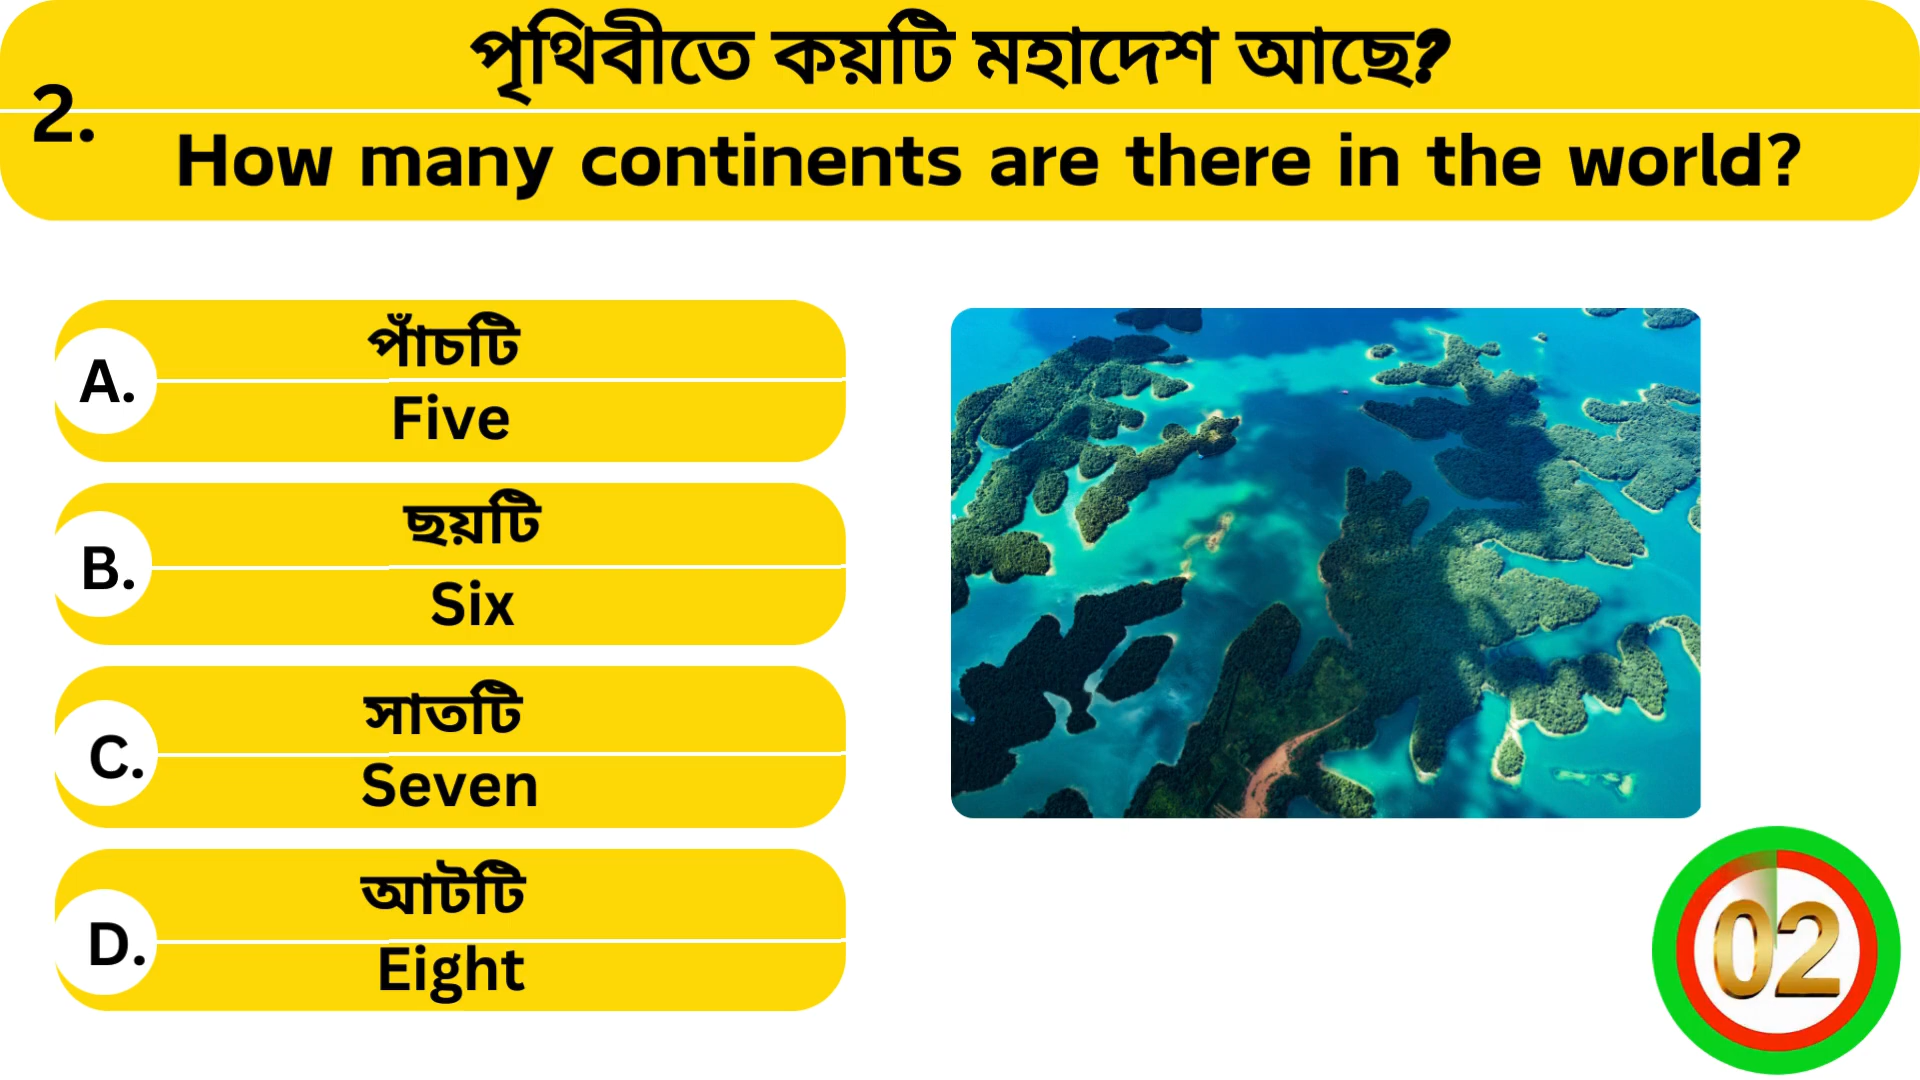 পৃথিবীতে কয়টি মহাদেশ আছে?
2.
How many continents are there in the world?
পাঁচটি
A.
Five
ছয়টি
B.
Six
সাতটি
C.
Seven
আটটি
D.
Eight
02